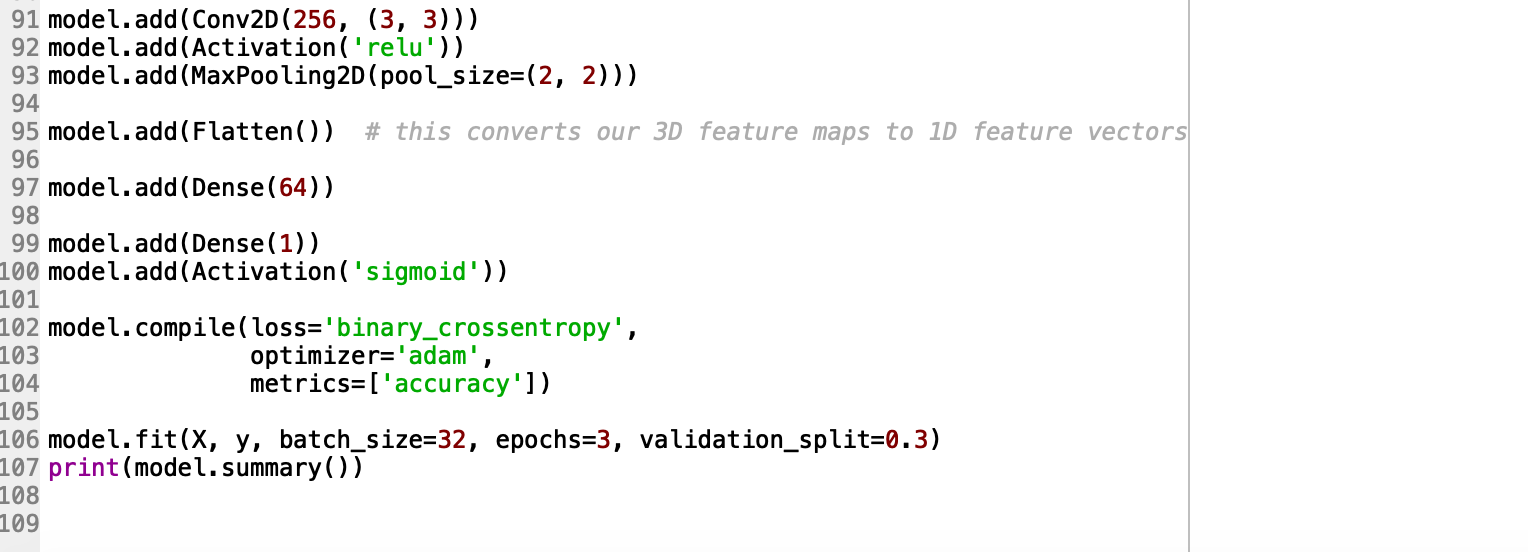 91 model.add(Conv2D(256, (3, 3)))
92 model.add(Activation('relu'))
93 model.add(MaxPooling2D(pool_size=(2, 2)))
94
95 model.add(Flatten())  # this converts our 3D feature maps to 1D feature vectors
96
97 model.add(Dense(64))
98
99 model.add(Dense(1))
100 model.add(Activation('sigmoid'))
101
102 model.compile(loss='binary_crossentropy',
103               optimizer='adam',
104               metrics=['accuracy'])
105
106 model.fit(X, y, batch_size=32, epochs=3, validation_split=0.3)
107 print(model.summary())
108
109